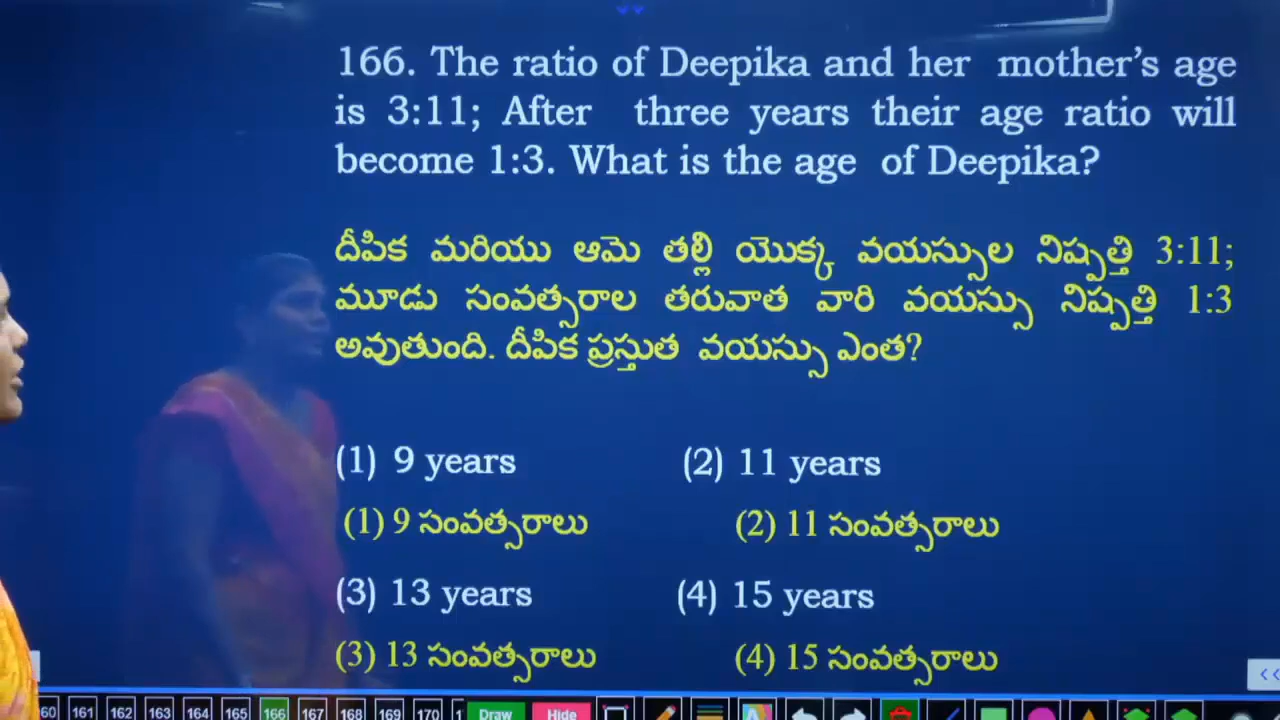 166. The ratio of Deepika and her mother's age
is 3:11; After three years their age ratio will
become 1:3. What is the age of Deepika?
దీపిక మరియు ఆమె తల్లి యొక్క వయస్సుల నిష్పత్తి 3:11;
మూడు సంవత్సరాల తరువాత వారి వయస్సు నిష్పత్తి 1:3
అవుతుంది. దీపిక ప్రస్తుత వయస్సు ఎంత?
(1) 9 years (2) 11 years
(1) 9 సంవత్సరాలు (2) 11 సంవత్సరాలు
(3) 13 years (4) 15 years
(3) 13 సంవత్సరాలు (4) 15 సంవత్సరాలు
161 162 163 164 165 166 167 168 169 170 Draw Hide